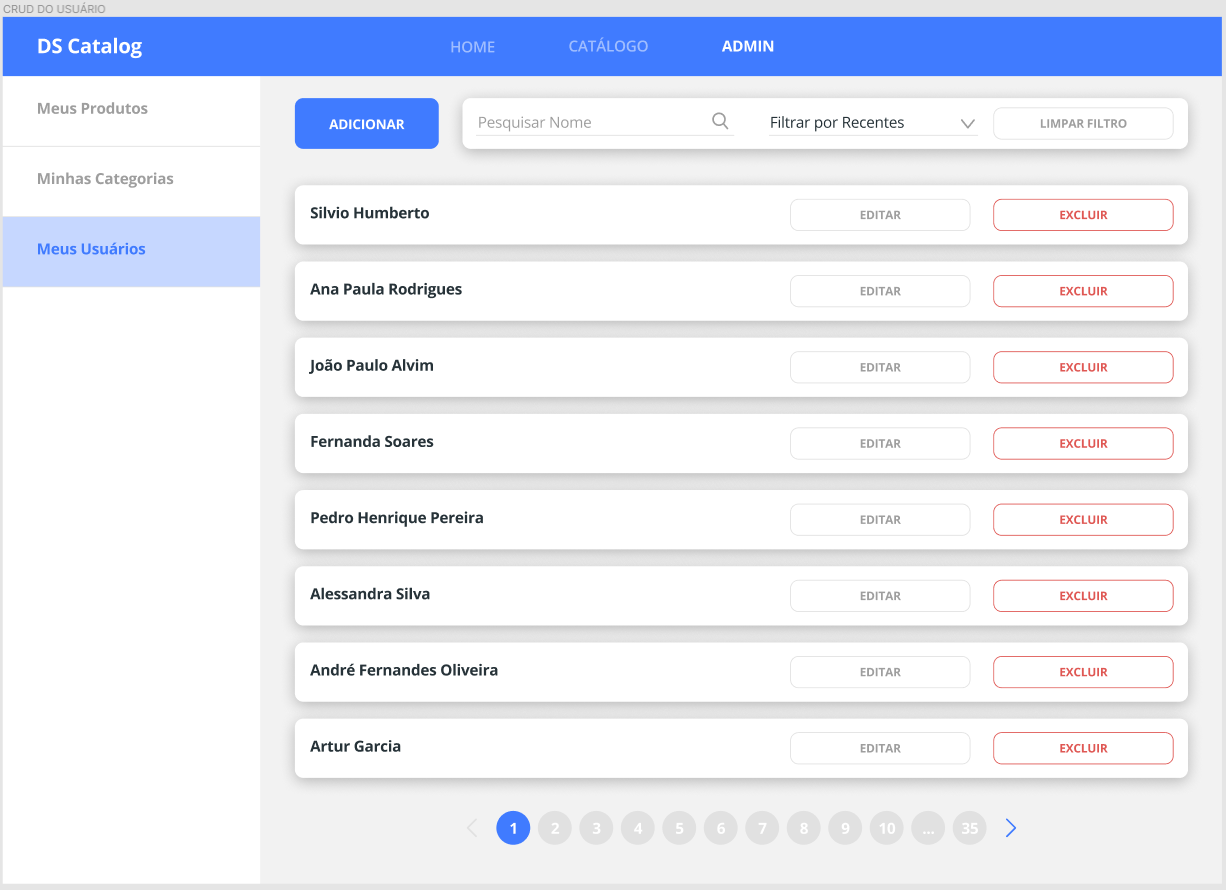 CRUD DO USUÁRIO
DS Catalog HOME CATÁLOGO ADMIN
Meus Produtos
Minhas Categorias
Meus Usuários
ADICIONAR Pesquisar Nome Filtrar por Recentes LIMPAR FILTRO
Silvio Humberto EDITAR EXCLUIR
Ana Paula Rodrigues EDITAR EXCLUIR
João Paulo Alvim EDITAR EXCLUIR
Fernanda Soares EDITAR EXCLUIR
Pedro Henrique Pereira EDITAR EXCLUIR
Alessandra Silva EDITAR EXCLUIR
André Fernandes Oliveira EDITAR EXCLUIR
Artur Garcia EDITAR EXCLUIR
1 2 3 4 5 6 7 8 9 10 ... 35